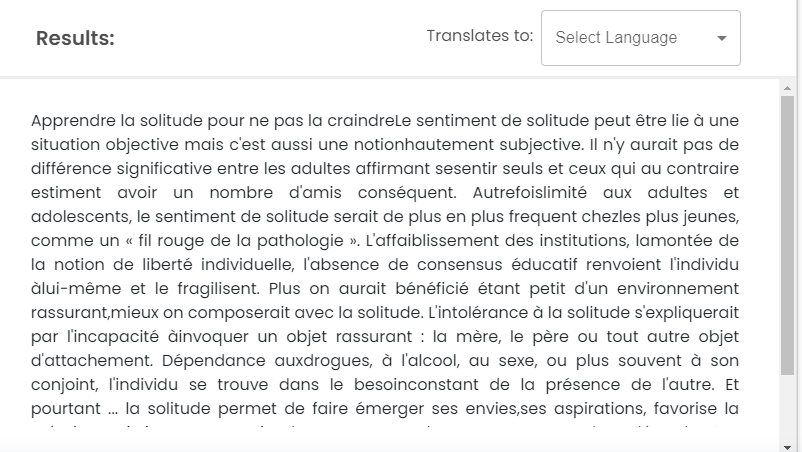 Results:
Translates to:
Select Language
Apprendre la solitude pour ne pas la craindreLe sentiment de solitude peut être lie à une
situation objective mais c'est aussi une notionhautement subjective. Il n'y aurait pas de
différence significative entre les adultes affirmant sesentir seuls et ceux qui au contraire
estiment avoir un nombre d'amis conséquent. Autrefoislimité aux adultes et
adolescents, le sentiment de solitude serait de plus en plus frequent chezles plus jeunes,
comme un « fil rouge de la pathologie ». L'affaiblissement des institutions, lamontée de
la notion de liberté individuelle, l'absence de consensus éducatif renvoient l'individu
àlui-même et le fragilisent. Plus on aurait bénéficié étant petit d'un environnement
rassurant,mieux on composerait avec la solitude. L'intolérance à la solitude s'expliquerait
par l'incapacité àinvoquer un objet rassurant : la mère, le père ou tout autre objet
d'attachement. Dépendance auxdrogues, à l'alcool, au sexe, ou plus souvent à son
conjoint, l'individu se trouve dans le besoinconstant de la présence de l'autre. Et
pourtant ... la solitude permet de faire émerger ses envies,ses aspirations, favorise la